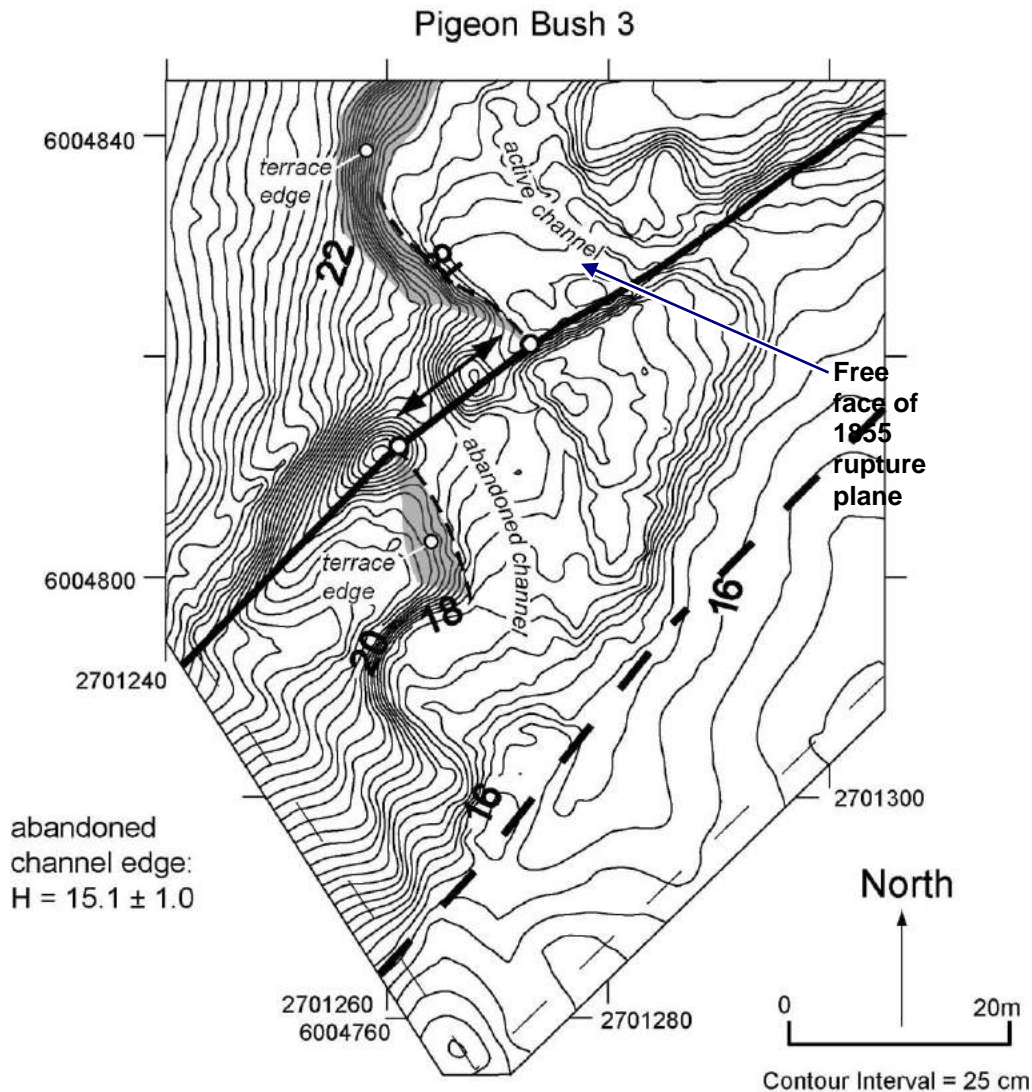 Pigeon Bush 3
6004840
terrace
edge
22
18
active channel
Free
face of
1855
rupture
plane
abandoned channel
terrace
edge
6004800
18
20
16
2701240
2701300
16
abandoned
channel edge:
H = 15.1 ± 1.0
North
2701260
6004760
2701280
0 20m
Contour Interval = 25 cm